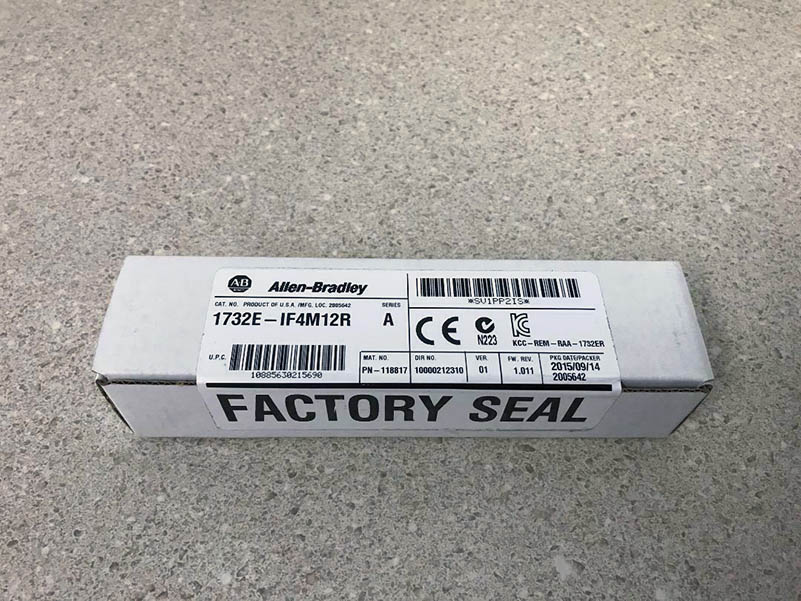 AB
Allen-Bradley
CAT. NO. PRODUCT OF U.S.A. /MFG. LOC. 2005642 SERIES
1732E-IF4M12R A
U.P.C.
10885630215690
*SV1PP2IS*
CE N223 KCC-REM-RAA-1732ER
MAT. NO. DIR NO. VER FW. REV. PKG DATE/PACKER
PN-118817 10000212310 01 1.011 2015/09/14
2005642
FACTORY SEAL